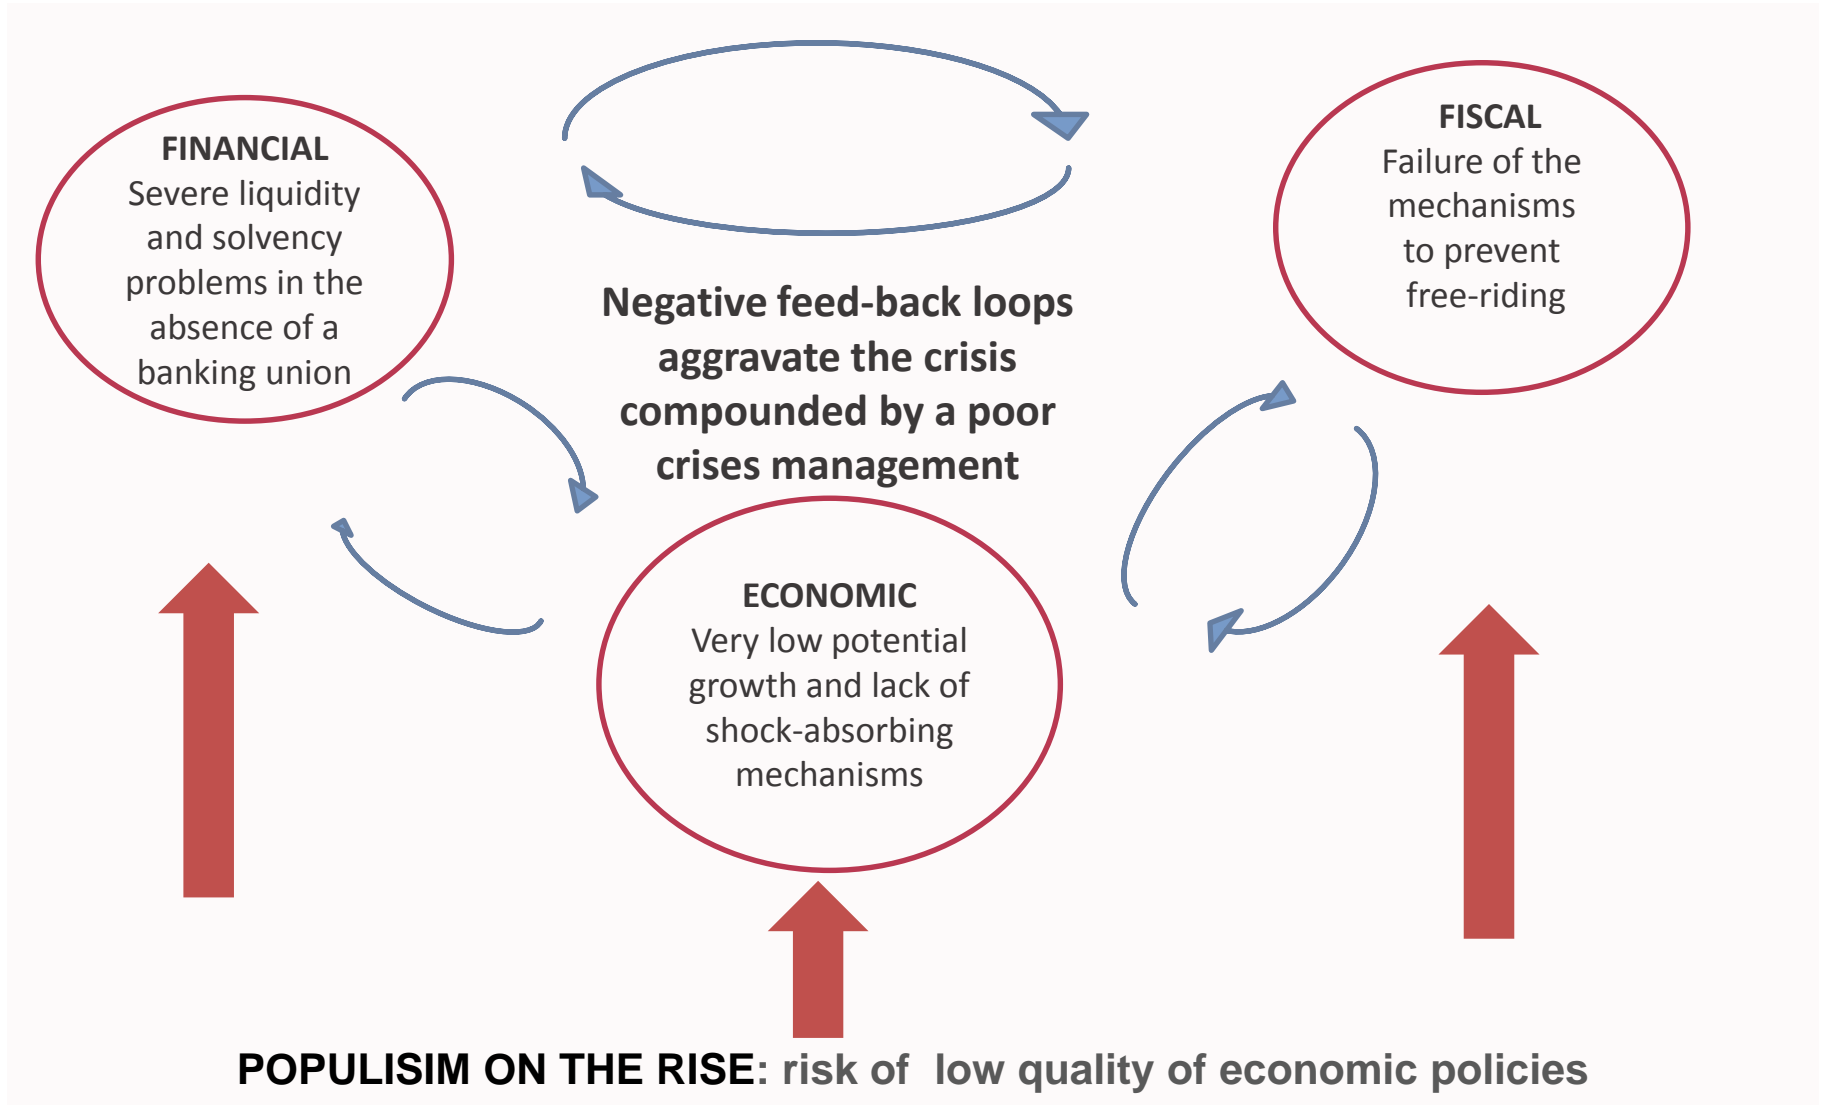 FINANCIAL
Severe liquidity
and solvency
problems in the
absence of a
banking union
FISCAL
Failure of the
mechanisms
to prevent
free-riding
Negative feed-back loops
aggravate the crisis
compounded by a poor
crises management
ECONOMIC
Very low potential
growth and lack of
shock-absorbing
mechanisms
POPULISIM ON THE RISE: risk of  low quality of economic policies